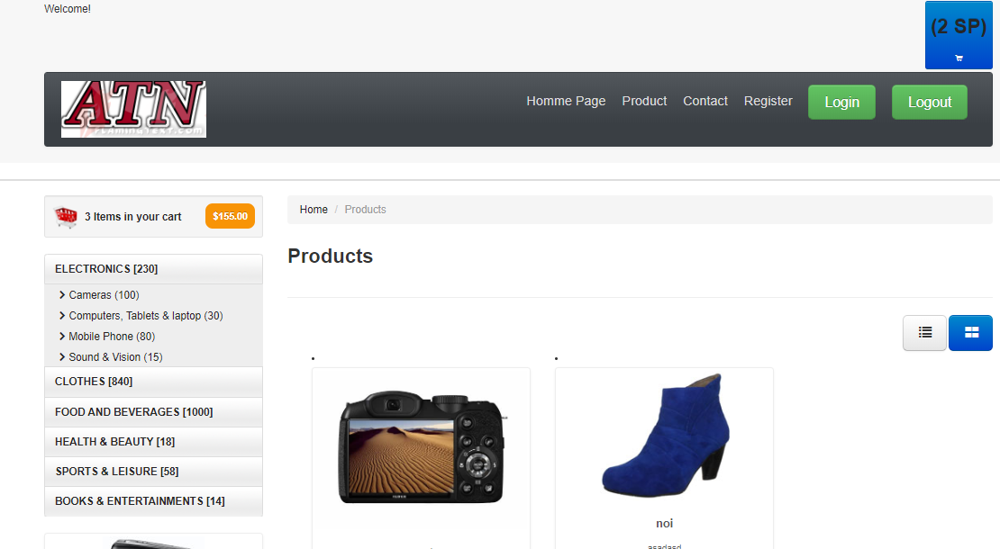 Welcome!
(2 SP)
ATN
FLAMINGTEXT.COM
Homme Page Product Contact Register Login Logout
3 Items in your cart $155.00
Home / Products
Products
ELECTRONICS [230]
Cameras (100)
Computers, Tablets & laptop (30)
Mobile Phone (80)
Sound & Vision (15)
CLOTHES [840]
FOOD AND BEVERAGES [1000]
HEALTH & BEAUTY [18]
SPORTS & LEISURE [58]
BOOKS & ENTERTAINMENTS [14]
noi
asadasd